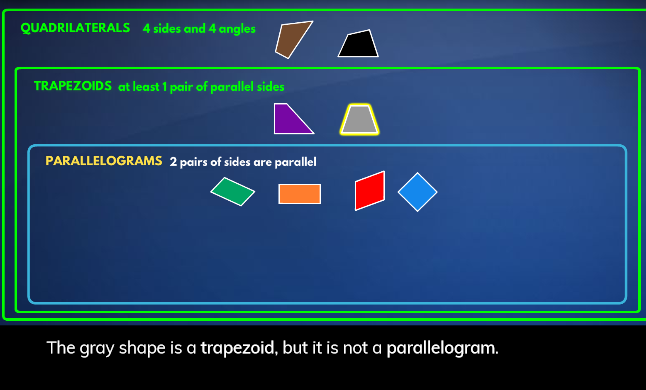 QUADRILATERALS 4 sides and 4 angles
TRAPEZOIDS at least 1 pair of parallel sides
PARALLELOGRAMS 2 pairs of sides are parallel
The gray shape is a trapezoid, but it is not a parallelogram.